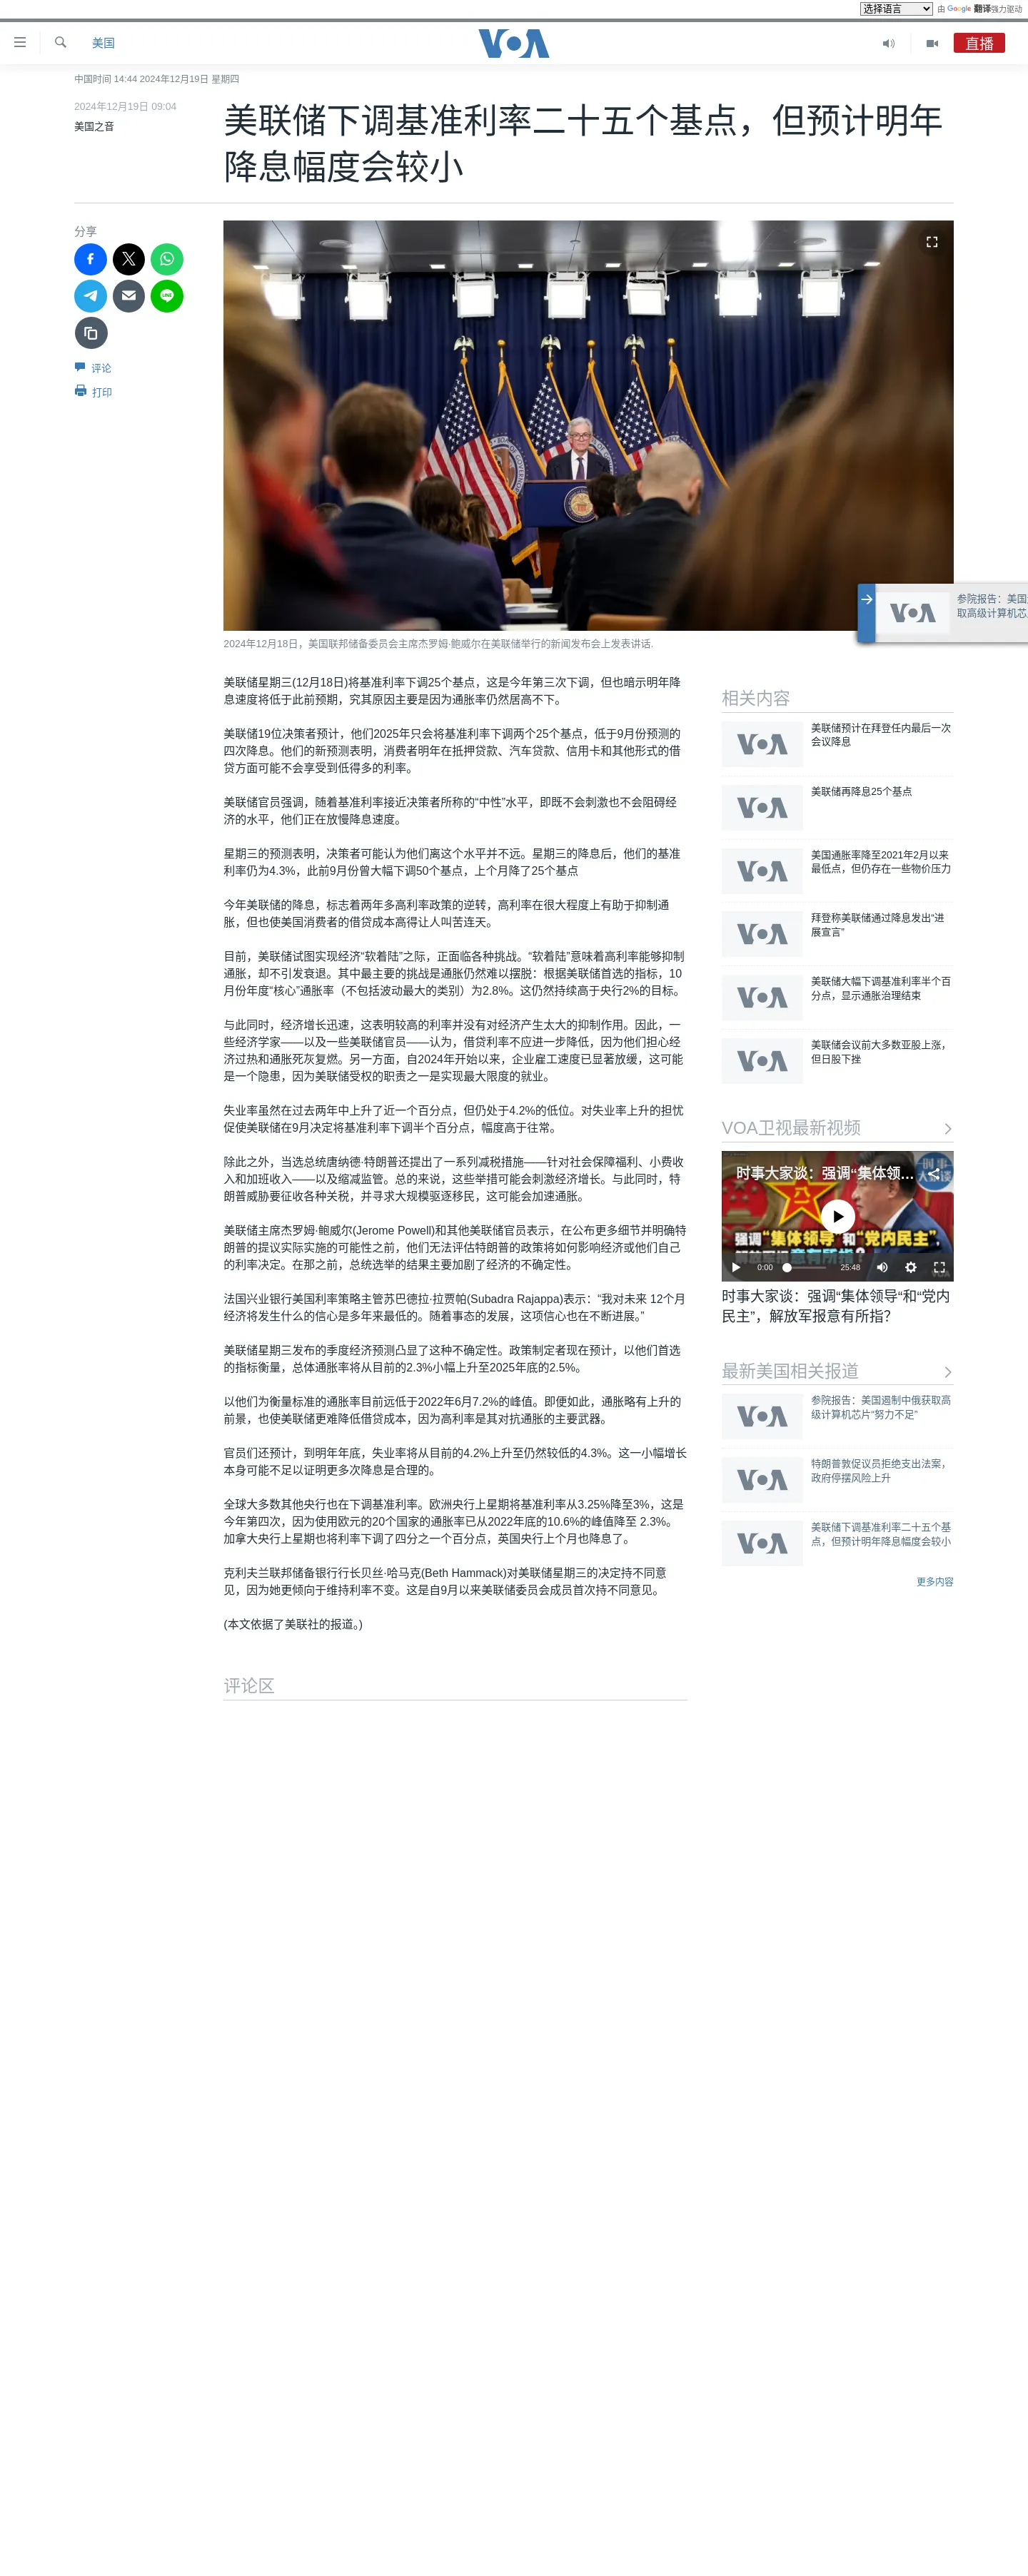 选择语言
由 Google 翻译强力驱动
美国
VOA
直播
中国时间 14:44 2024年12月19日 星期四
2024年12月19日 09:04
美国之音
美联储下调基准利率二十五个基点，但预计明年
降息幅度会较小
分享
LINE
评论
打印
参院报告：美国
取高级计算机芯
VOA
2024年12月18日，美国联邦储备委员会主席杰罗姆·鲍威尔在美联储举行的新闻发布会上发表讲话.
美联储星期三(12月18日)将基准利率下调25个基点，这是今年第三次下调，但也暗示明年降
息速度将低于此前预期，究其原因主要是因为通胀率仍然居高不下。
美联储19位决策者预计，他们2025年只会将基准利率下调两个25个基点，低于9月份预测的
四次降息。他们的新预测表明，消费者明年在抵押贷款、汽车贷款、信用卡和其他形式的借
贷方面可能不会享受到低得多的利率。
美联储官员强调，随着基准利率接近决策者所称的“中性”水平，即既不会刺激也不会阻碍经
济的水平，他们正在放慢降息速度。
星期三的预测表明，决策者可能认为他们离这个水平并不远。星期三的降息后，他们的基准
利率仍为4.3%，此前9月份曾大幅下调50个基点，上个月降了25个基点
今年美联储的降息，标志着两年多高利率政策的逆转，高利率在很大程度上有助于抑制通
胀，但也使美国消费者的借贷成本高得让人叫苦连天。
目前，美联储试图实现经济“软着陆”之际，正面临各种挑战。“软着陆”意味着高利率能够抑制
通胀，却不引发衰退。其中最主要的挑战是通胀仍然难以摆脱：根据美联储首选的指标，10
月份年度“核心”通胀率（不包括波动最大的类别）为2.8%。这仍然持续高于央行2%的目标。
与此同时，经济增长迅速，这表明较高的利率并没有对经济产生太大的抑制作用。因此，一
些经济学家——以及一些美联储官员——认为，借贷利率不应进一步降低，因为他们担心经
济过热和通胀死灰复燃。另一方面，自2024年开始以来，企业雇工速度已显著放缓，这可能
是一个隐患，因为美联储受权的职责之一是实现最大限度的就业。
失业率虽然在过去两年中上升了近一个百分点，但仍处于4.2%的低位。对失业率上升的担忧
促使美联储在9月决定将基准利率下调半个百分点，幅度高于往常。
除此之外，当选总统唐纳德·特朗普还提出了一系列减税措施——针对社会保障福利、小费收
入和加班收入——以及缩减监管。总的来说，这些举措可能会刺激经济增长。与此同时，特
朗普威胁要征收各种关税，并寻求大规模驱逐移民，这可能会加速通胀。
美联储主席杰罗姆·鲍威尔(Jerome Powell)和其他美联储官员表示，在公布更多细节并明确特
朗普的提议实际实施的可能性之前，他们无法评估特朗普的政策将如何影响经济或他们自己
的利率决定。在那之前，总统选举的结果主要加剧了经济的不确定性。
法国兴业银行美国利率策略主管苏巴德拉·拉贾帕(Subadra Rajappa)表示：“我对未来 12个月
经济将发生什么的信心是多年来最低的。随着事态的发展，这项信心也在不断进展。”
美联储星期三发布的季度经济预测凸显了这种不确定性。政策制定者现在预计，以他们首选
的指标衡量，总体通胀率将从目前的2.3%小幅上升至2025年底的2.5%。
以他们为衡量标准的通胀率目前远低于2022年6月7.2%的峰值。即便如此，通胀略有上升的
前景，也使美联储更难降低借贷成本，因为高利率是其对抗通胀的主要武器。
官员们还预计，到明年年底，失业率将从目前的4.2%上升至仍然较低的4.3%。这一小幅增长
本身可能不足以证明更多次降息是合理的。
全球大多数其他央行也在下调基准利率。欧洲央行上星期将基准利率从3.25%降至3%，这是
今年第四次，因为使用欧元的20个国家的通胀率已从2022年底的10.6%的峰值降至 2.3%。
加拿大央行上星期也将利率下调了四分之一个百分点，英国央行上个月也降息了。
克利夫兰联邦储备银行行长贝丝·哈马克(Beth Hammack)对美联储星期三的决定持不同意
见，因为她更倾向于维持利率不变。这是自9月以来美联储委员会成员首次持不同意见。
(本文依据了美联社的报道。)
评论区
相关内容
VOA
美联储预计在拜登任内最后一次
会议降息
VOA
美联储再降息25个基点
VOA
美国通胀率降至2021年2月以来
最低点，但仍存在一些物价压力
VOA
拜登称美联储通过降息发出“进
展宣言”
VOA
美联储大幅下调基准利率半个百
分点，显示通胀治理结束
VOA
美联储会议前大多数亚股上涨，
但日股下挫
VOA卫视最新视频
时事大家谈：强调“集体领...
强调“集体领导”和“党内民主”，
0:00
25:48
时事大家谈：强调“集体领导“和“党内
民主”，解放军报意有所指？
最新美国相关报道
VOA
参院报告：美国遏制中俄获取高
级计算机芯片“努力不足”
VOA
特朗普敦促议员拒绝支出法案，
政府停摆风险上升
VOA
美联储下调基准利率二十五个基
点，但预计明年降息幅度会较小
更多内容